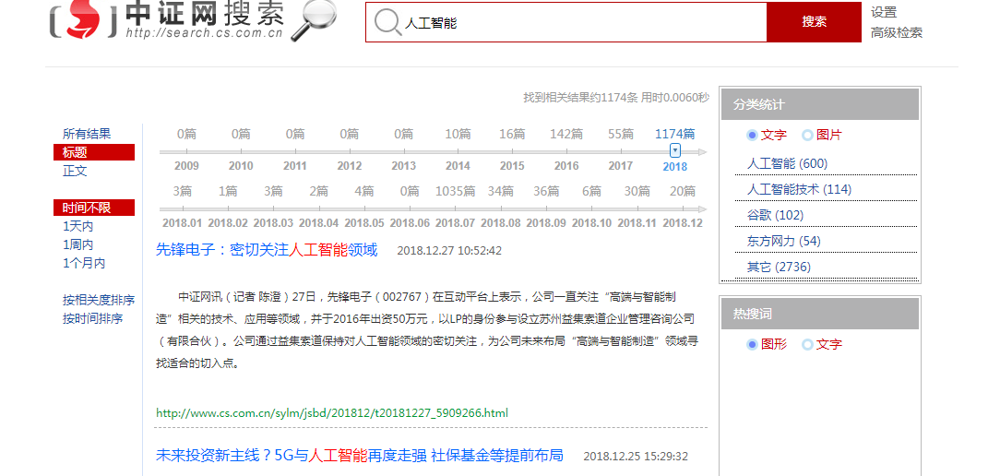 中证网搜索
http://search.cs.com.cn
人工智能
搜索
设置
高级检索
找到相关结果约1174条 用时0.0060秒
所有结果
标题
正文
时间不限
1天内
1周内
1个月内
按相关度排序
按时间排序
0篇 0篇 0篇 0篇 0篇 10篇 16篇 142篇 55篇 1174篇
2009 2010 2011 2012 2013 2014 2015 2016 2017 2018
3篇 1篇 3篇 2篇 4篇 0篇 1035篇 34篇 36篇 6篇 30篇 20篇
2018.01 2018.02 2018.03 2018.04 2018.05 2018.06 2018.07 2018.08 2018.09 2018.10 2018.11 2018.12
先锋电子：密切关注人工智能领域 2018.12.27 10:52:42
中证网讯（记者 陈澄）27日，先锋电子（002767）在互动平台上表示，公司一直关注“高端与智能制
造”相关的技术、应用等领域，并于2016年出资50万元，以LP的身份参与设立苏州益集索道企业管理咨询公司
（有限合伙）。公司通过益集索道保持对人工智能领域的密切关注，为公司未来布局“高端与智能制造”领域寻
找适合的切入点。
http://www.cs.com.cn/sylm/jsbd/201812/t20181227_5909266.html
未来投资新主线？5G与人工智能再度走强 社保基金等提前布局 2018.12.25 15:29:32
分类统计
文字 图片
人工智能 (600)
人工智能技术 (114)
谷歌 (102)
东方网力 (54)
其它 (2736)
热搜词
图形 文字